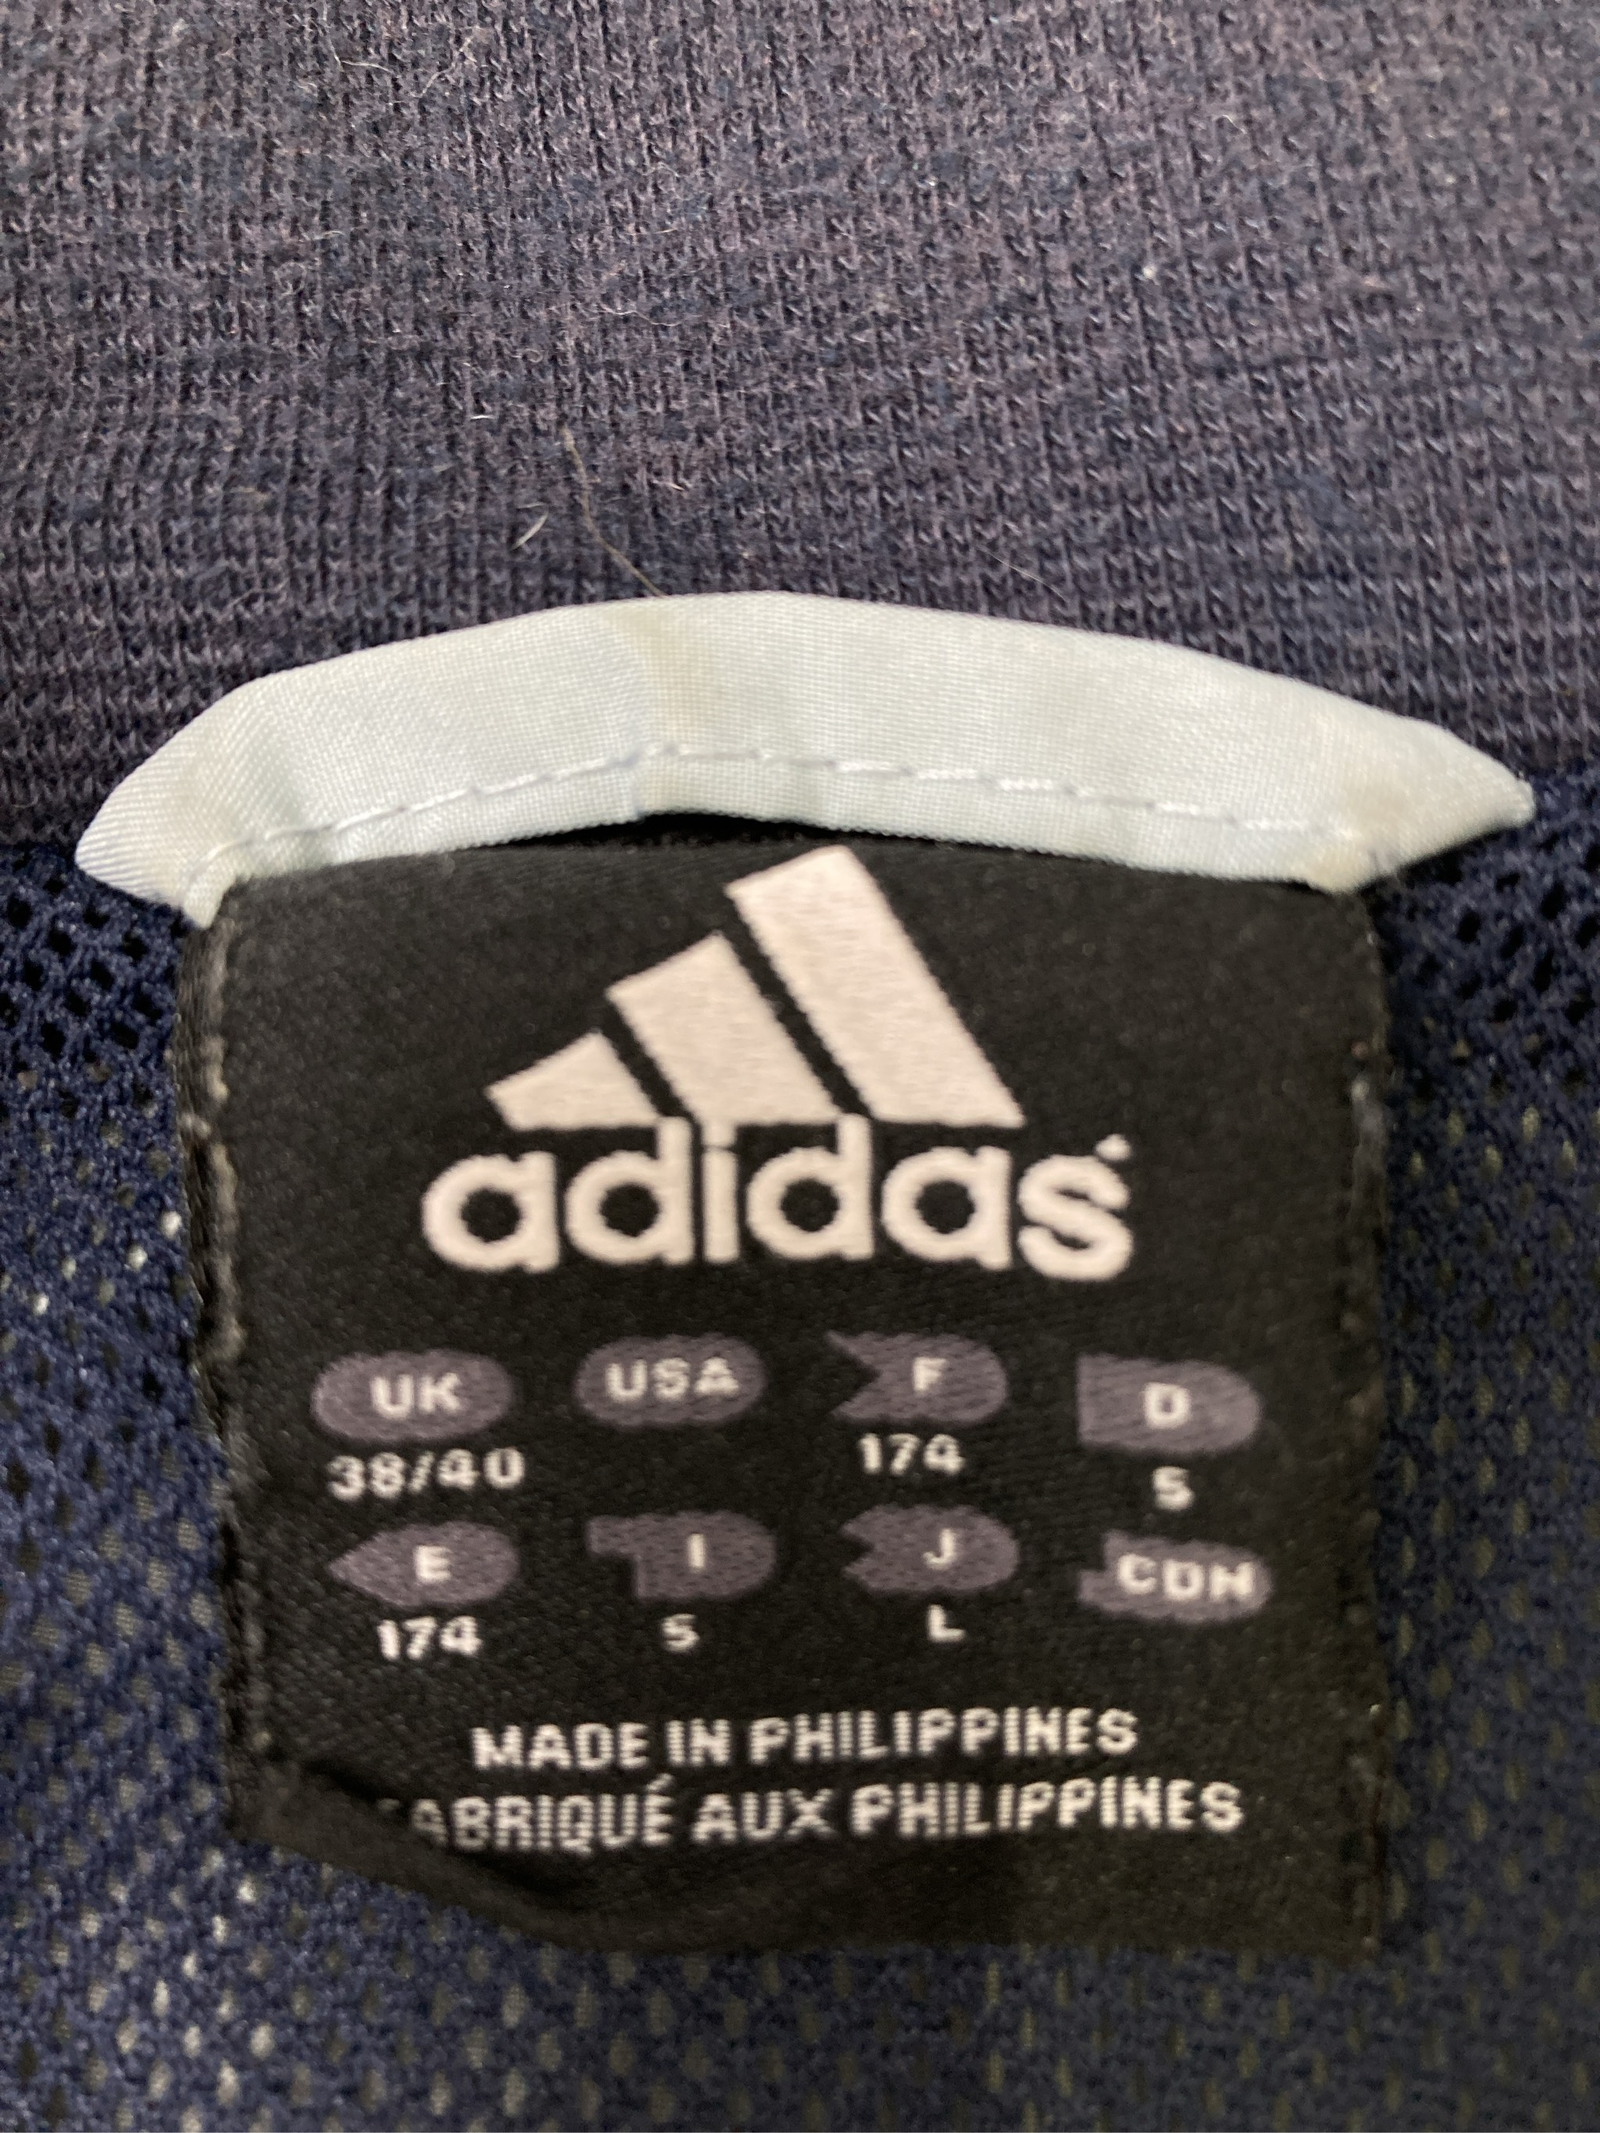 adidas
UK USA F D
38/40 174 S
E I J CDN
174 S L
MADE IN PHILIPPINES
FABRIQUÉ AUX PHILIPPINES